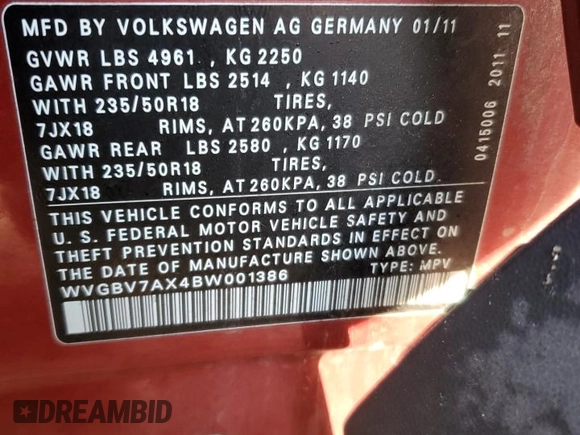 MFD BY VOLKSWAGEN AG GERMANY 01/11
GVWR LBS 4961 , KG 2250
GAWR FRONT LBS 2514 , KG 1140
WITH 235/50R18 TIRES,
7JX18 RIMS, AT 260KPA, 38 PSI COLD
GAWR REAR LBS 2580 , KG 1170
WITH 235/50R18 TIRES,
7JX18 RIMS, AT 260KPA, 38 PSI COLD.
THIS VEHICLE CONFORMS TO ALL APPLICABLE
U. S. FEDERAL MOTOR VEHICLE SAFETY AND
THEFT PREVENTION STANDARDS IN EFFECT ON
THE DATE OF MANUFACTURE SHOWN ABOVE.
WVGBV7AX4BW001386 TYPE: MPV
0415006 2011 11
DREAMBID